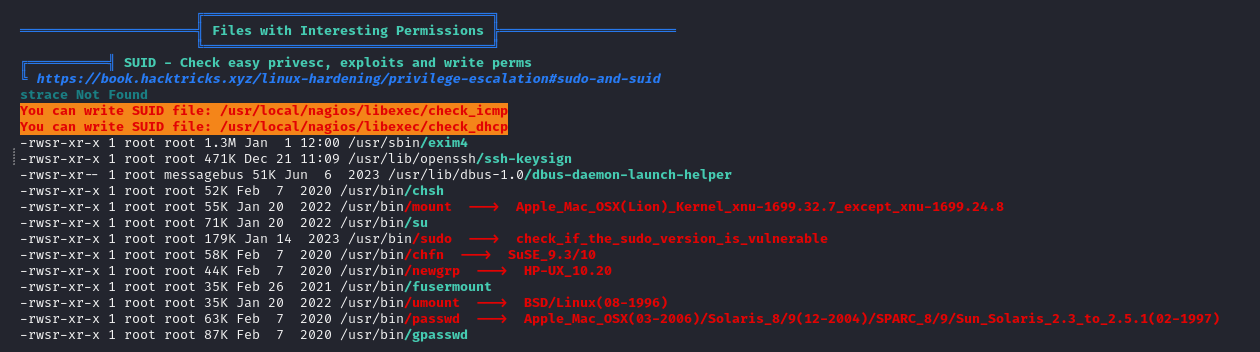 Files with Interesting Permissions
SUID - Check easy privesc, exploits and write perms
https://book.hacktricks.xyz/linux-hardening/privilege-escalation#sudo-and-suid
strace Not Found
You can write SUID file: /usr/local/nagios/libexec/check_icmp
You can write SUID file: /usr/local/nagios/libexec/check_dhcp
-rwsr-xr-x 1 root root 1.3M Jan  1 12:00 /usr/sbin/exim4
-rwsr-xr-x 1 root root 471K Dec 21 11:09 /usr/lib/openssh/ssh-keysign
-rwsr-xr-- 1 root messagebus 51K Jun  6  2023 /usr/lib/dbus-1.0/dbus-daemon-launch-helper
-rwsr-xr-x 1 root root 52K Feb  7  2020 /usr/bin/chsh
-rwsr-xr-x 1 root root 55K Jan 20  2022 /usr/bin/mount  --->  Apple_Mac_OSX(Lion)_Kernel_xnu-1699.32.7_except_xnu-1699.24.8
-rwsr-xr-x 1 root root 71K Jan 20  2022 /usr/bin/su
-rwsr-xr-x 1 root root 179K Jan 14  2023 /usr/bin/sudo  --->  check_if_the_sudo_version_is_vulnerable
-rwsr-xr-x 1 root root 58K Feb  7  2020 /usr/bin/chfn  --->  SuSE_9.3/10
-rwsr-xr-x 1 root root 44K Feb  7  2020 /usr/bin/newgrp  --->  HP-UX_10.20
-rwsr-xr-x 1 root root 35K Feb 26  2021 /usr/bin/fusermount
-rwsr-xr-x 1 root root 35K Jan 20  2022 /usr/bin/umount  --->  BSD/Linux(08-1996)
-rwsr-xr-x 1 root root 63K Feb  7  2020 /usr/bin/passwd  --->  Apple_Mac_OSX(03-2006)/Solaris_8/9(12-2004)/SPARC_8/9/Sun_Solaris_2.3_to_2.5.1(02-1997)
-rwsr-xr-x 1 root root 87K Feb  7  2020 /usr/bin/gpasswd